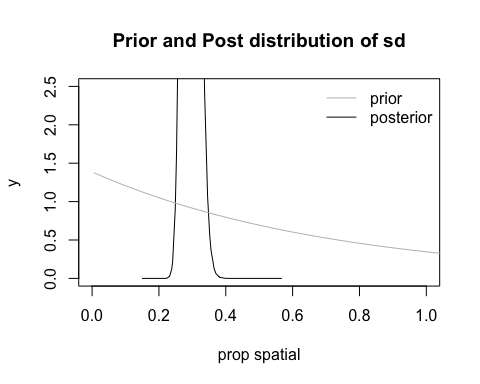 Prior and Post distribution of sd
prior
posterior
y
0.0
0.5
1.0
1.5
2.0
2.5
0.0 0.2 0.4 0.6 0.8 1.0
prop spatial